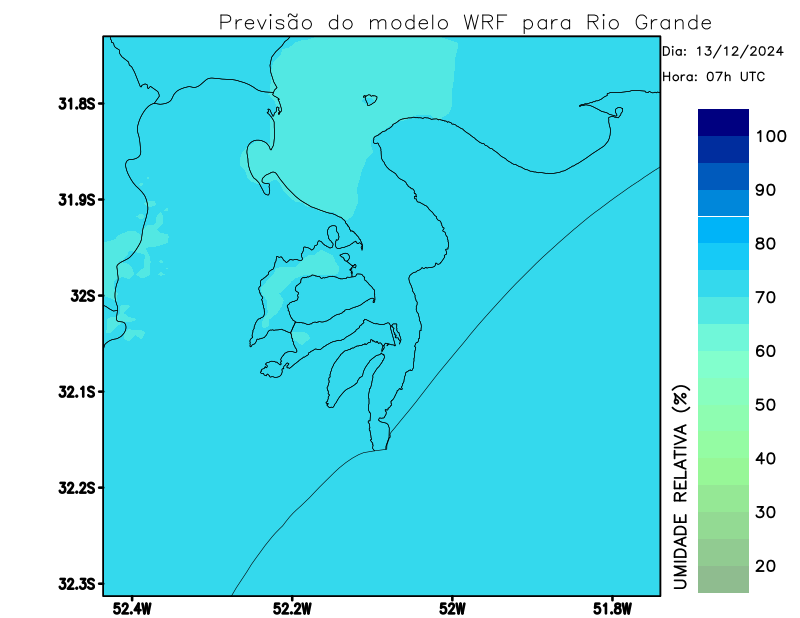 Previsão do modelo WRF para Rio Grande
Dia: 13/12/2024
Hora: 07h UTC
31.8S
31.9S
32S
32.1S
32.2S
32.3S
52.4W
52.2W
52W
51.8W
UMIDADE RELATIVA (%)
100
90
80
70
60
50
40
30
20